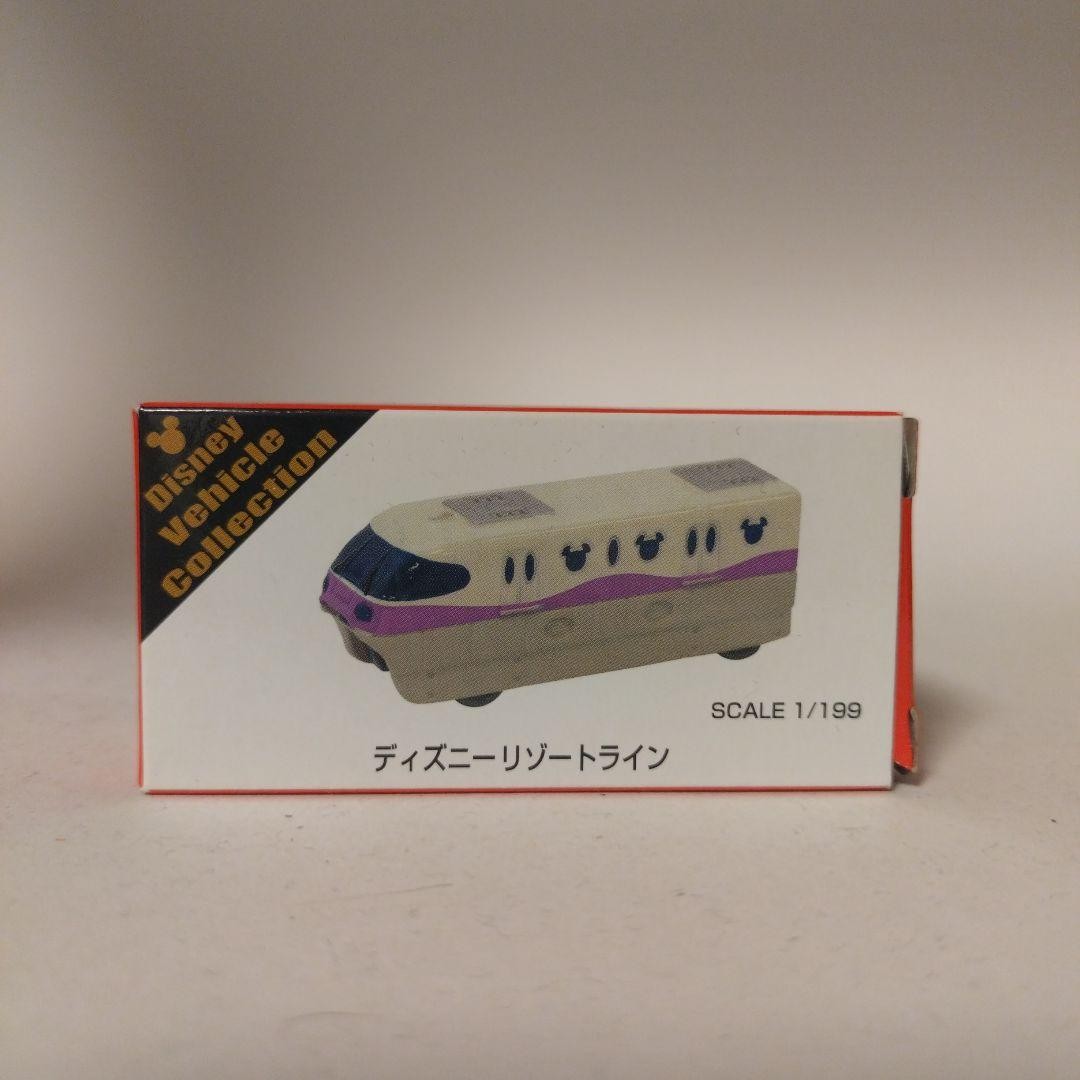 Disney
Vehicle
Collection
SCALE 1/199
ディズニーリゾートライン